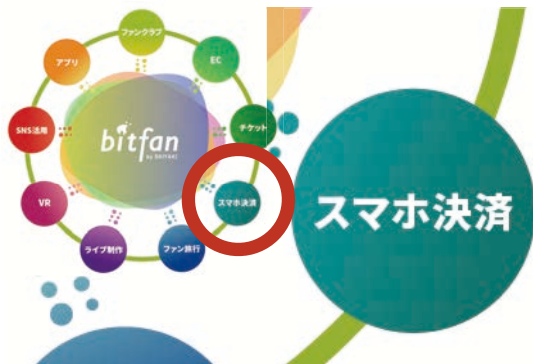 ファンクラブ
アプリ
EC
SNS活用
bitfan
by SKIYAKI
チケット
VR
スマホ決済
ライブ制作
ファン旅行
スマホ決済